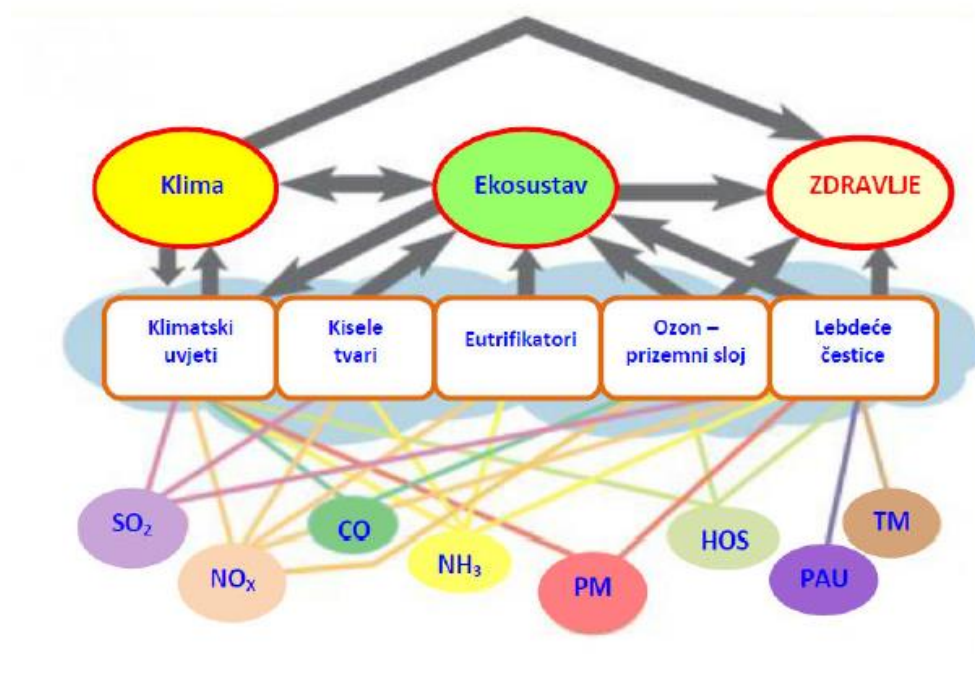 Klima
Ekosustav
ZDRAVLJE
Klimatski
uvjeti
Kisele
tvari
Eutrifikatori
Ozon –
prizemni sloj
Lebdeće
čestice
SO₂
NOₓ
CO
NH₃
PM
HOS
PAU
TM